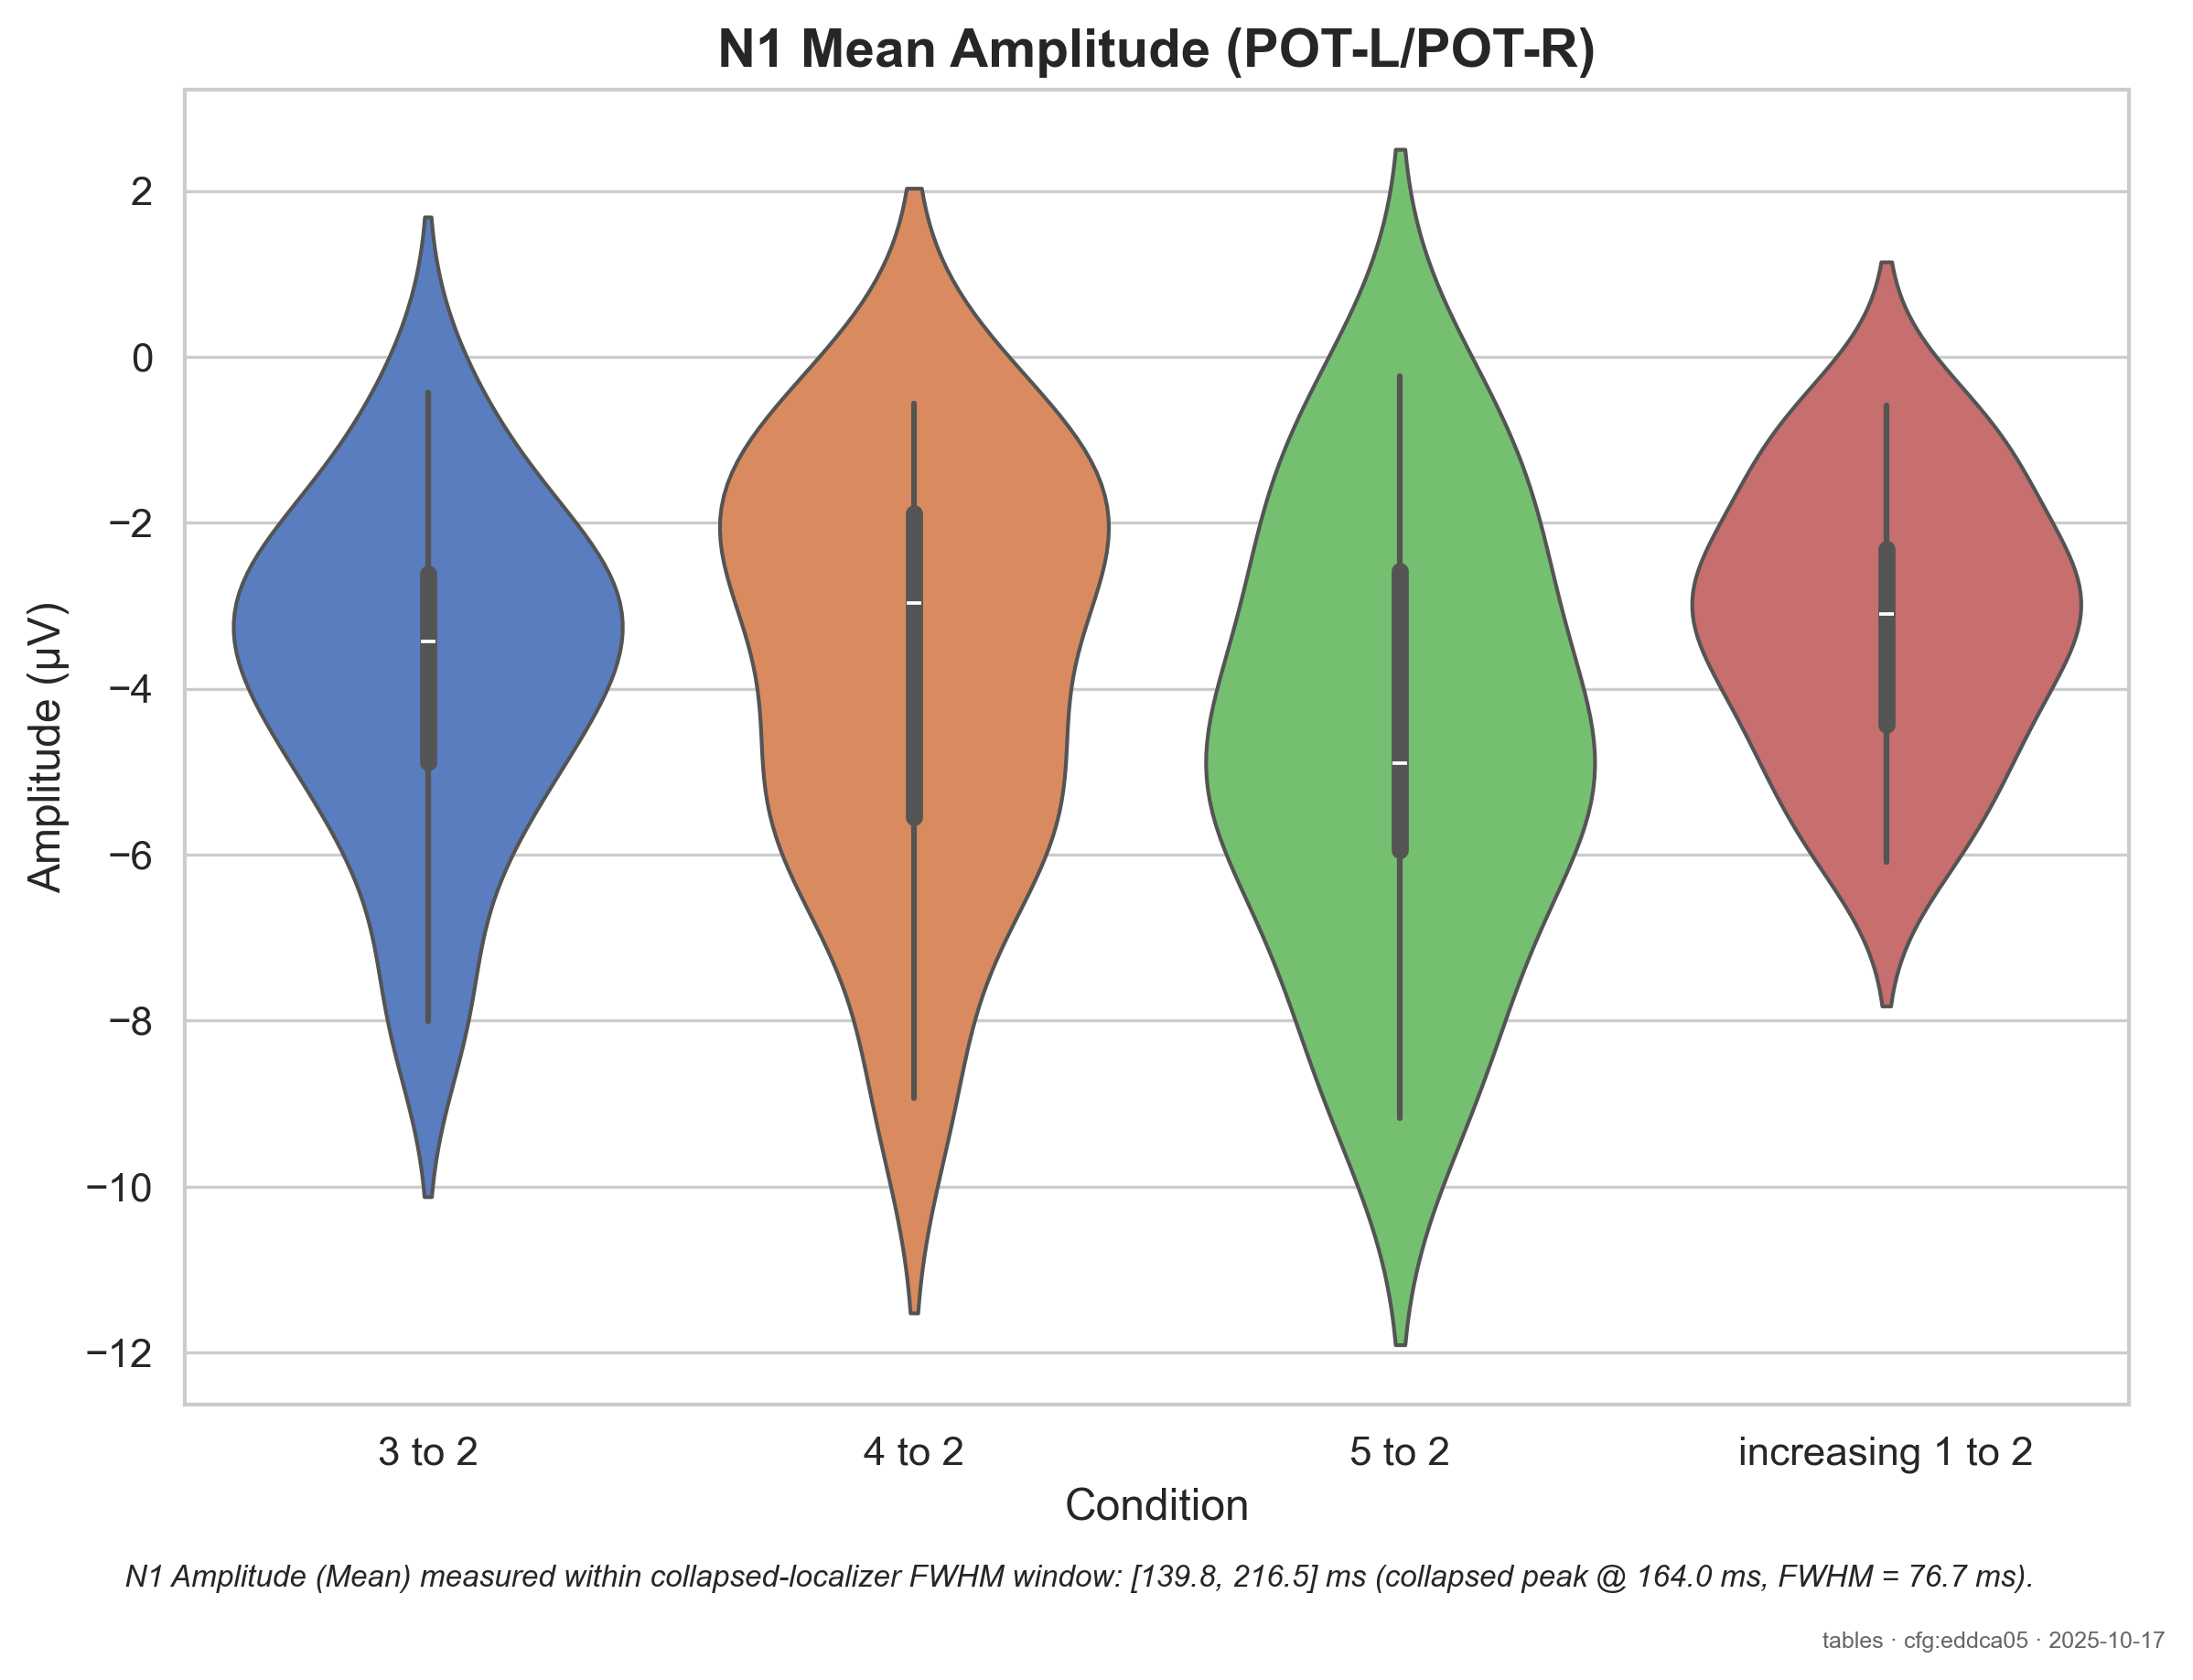 N1 Mean Amplitude (POT-L/POT-R)
Amplitude (μV)
2
0
−2
−4
−6
−8
−10
−12
3 to 2
4 to 2
5 to 2
increasing 1 to 2
Condition
N1 Amplitude (Mean) measured within collapsed-localizer FWHM window: [139.8, 216.5] ms (collapsed peak @ 164.0 ms, FWHM = 76.7 ms).
tables · cfg:eddca05 · 2025-10-17